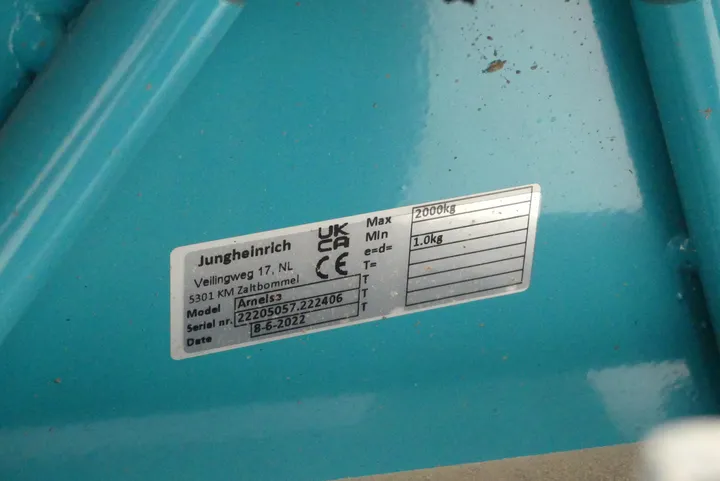 Jungheinrich
Veilingweg 17, NL
5301 KM Zaltbommel
Model Arnels3
Serial nr. 22205057.222406
Date 8-6-2022
UK
CA
CE
Max 2000kg
Min
e=d= 1.0kg
T=
T
T
T